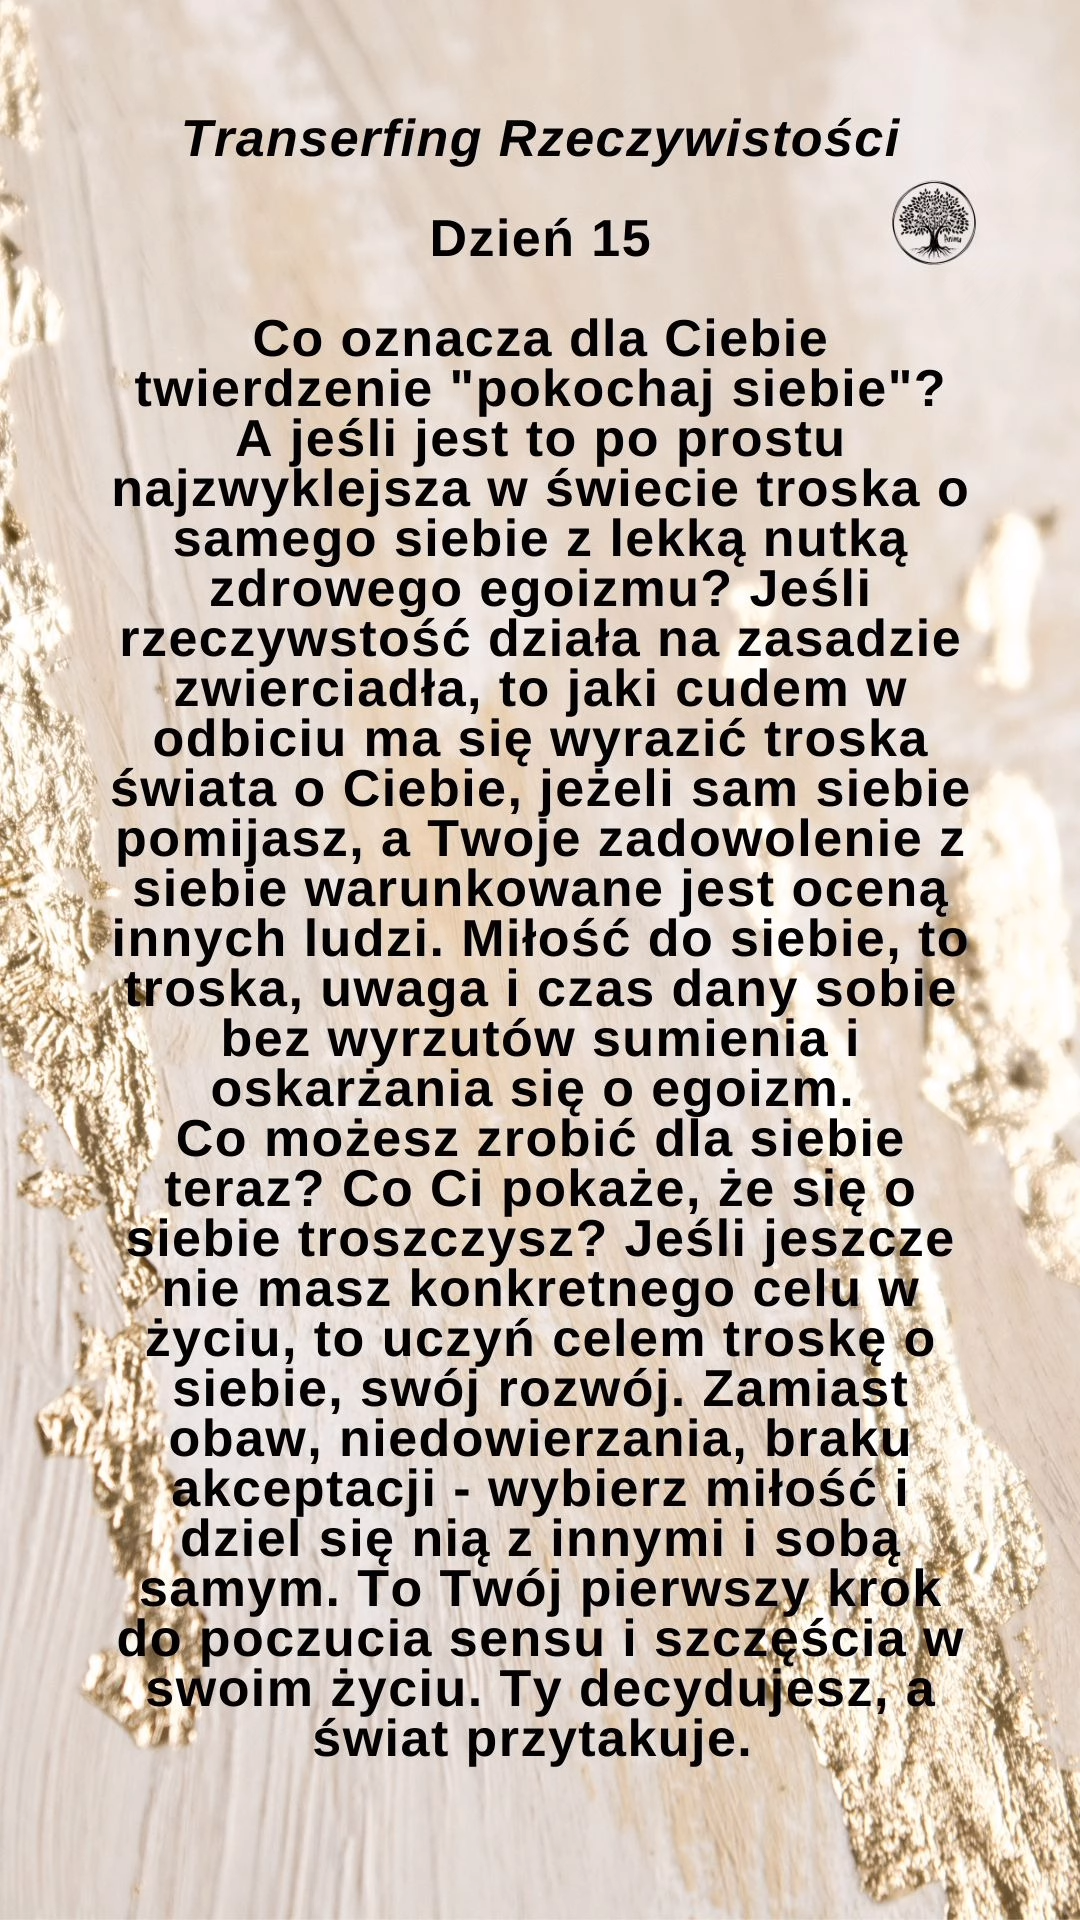 Transerfing Rzeczywistości
Dzień 15
Anima
Co oznacza dla Ciebie
twierdzenie "pokochaj siebie"?
A jeśli jest to po prostu
najzwyklejsza w świecie troska o
samego siebie z lekką nutką
zdrowego egoizmu? Jeśli
rzeczywstość działa na zasadzie
zwierciadła, to jaki cudem w
odbiciu ma się wyrazić troska
świata o Ciebie, jeżeli sam siebie
pomijasz, a Twoje zadowolenie z
siebie warunkowane jest oceną
innych ludzi. Miłość do siebie, to
troska, uwaga i czas dany sobie
bez wyrzutów sumienia i
oskarżania się o egoizm.
Co możesz zrobić dla siebie
teraz? Co Ci pokaże, że się o
siebie troszczysz? Jeśli jeszcze
nie masz konkretnego celu w
życiu, to uczyń celem troskę o
siebie, swój rozwój. Zamiast
obaw, niedowierzania, braku
akceptacji - wybierz miłość i
dziel się nią z innymi i sobą
samym. To Twój pierwszy krok
do poczucia sensu i szczęścia w
swoim życiu. Ty decydujesz, a
świat przytakuje.